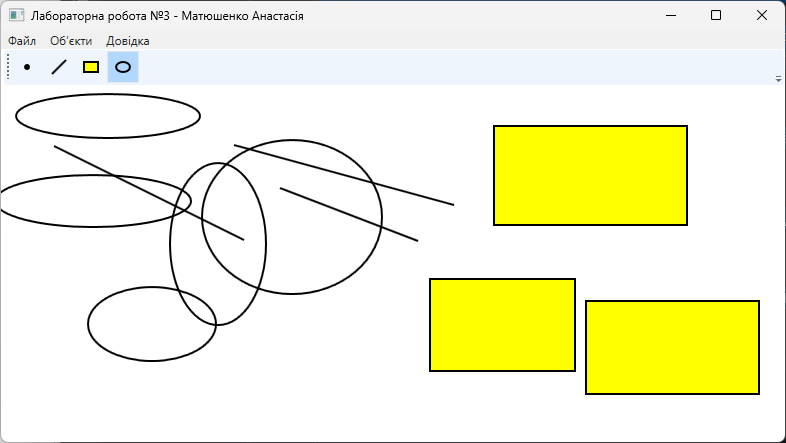 Лабораторна робота №3 - Матюшенко Анастасія
Файл Об'єкти Довідка